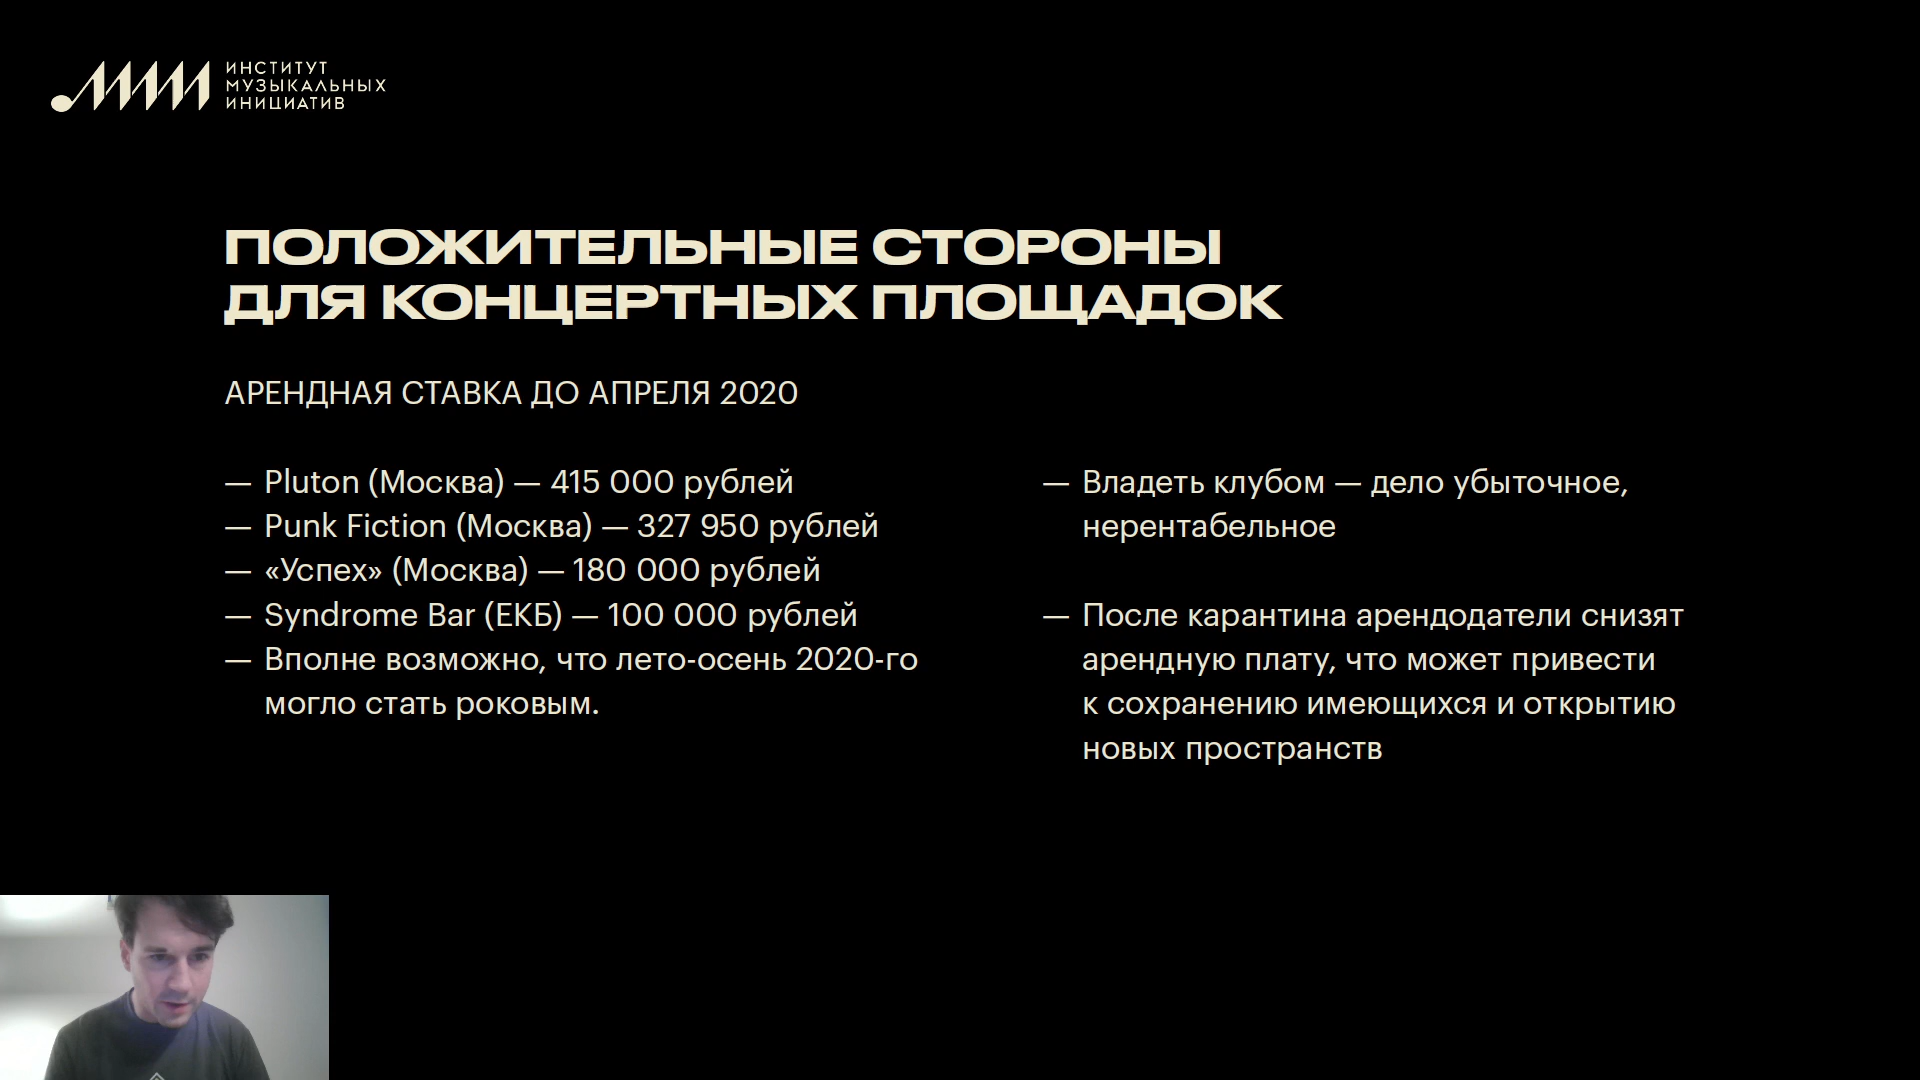 ИНСТИТУТ
МУЗЫКАЛЬНЫХ
ИНИЦИАТИВ
ПОЛОЖИТЕЛЬНЫЕ СТОРОНЫ
ДЛЯ КОНЦЕРТНЫХ ПЛОЩАДОК
АРЕНДНАЯ СТАВКА ДО АПРЕЛЯ 2020
— Pluton (Москва) — 415 000 рублей
— Punk Fiction (Москва) — 327 950 рублей
— «Успех» (Москва) — 180 000 рублей
— Syndrome Bar (ЕКБ) — 100 000 рублей
— Вполне возможно, что лето-осень 2020-го
могло стать роковым.
— Владеть клубом — дело убыточное,
нерентабельное
— После карантина арендодатели снизят
арендную плату, что может привести
к сохранению имеющихся и открытию
новых пространств